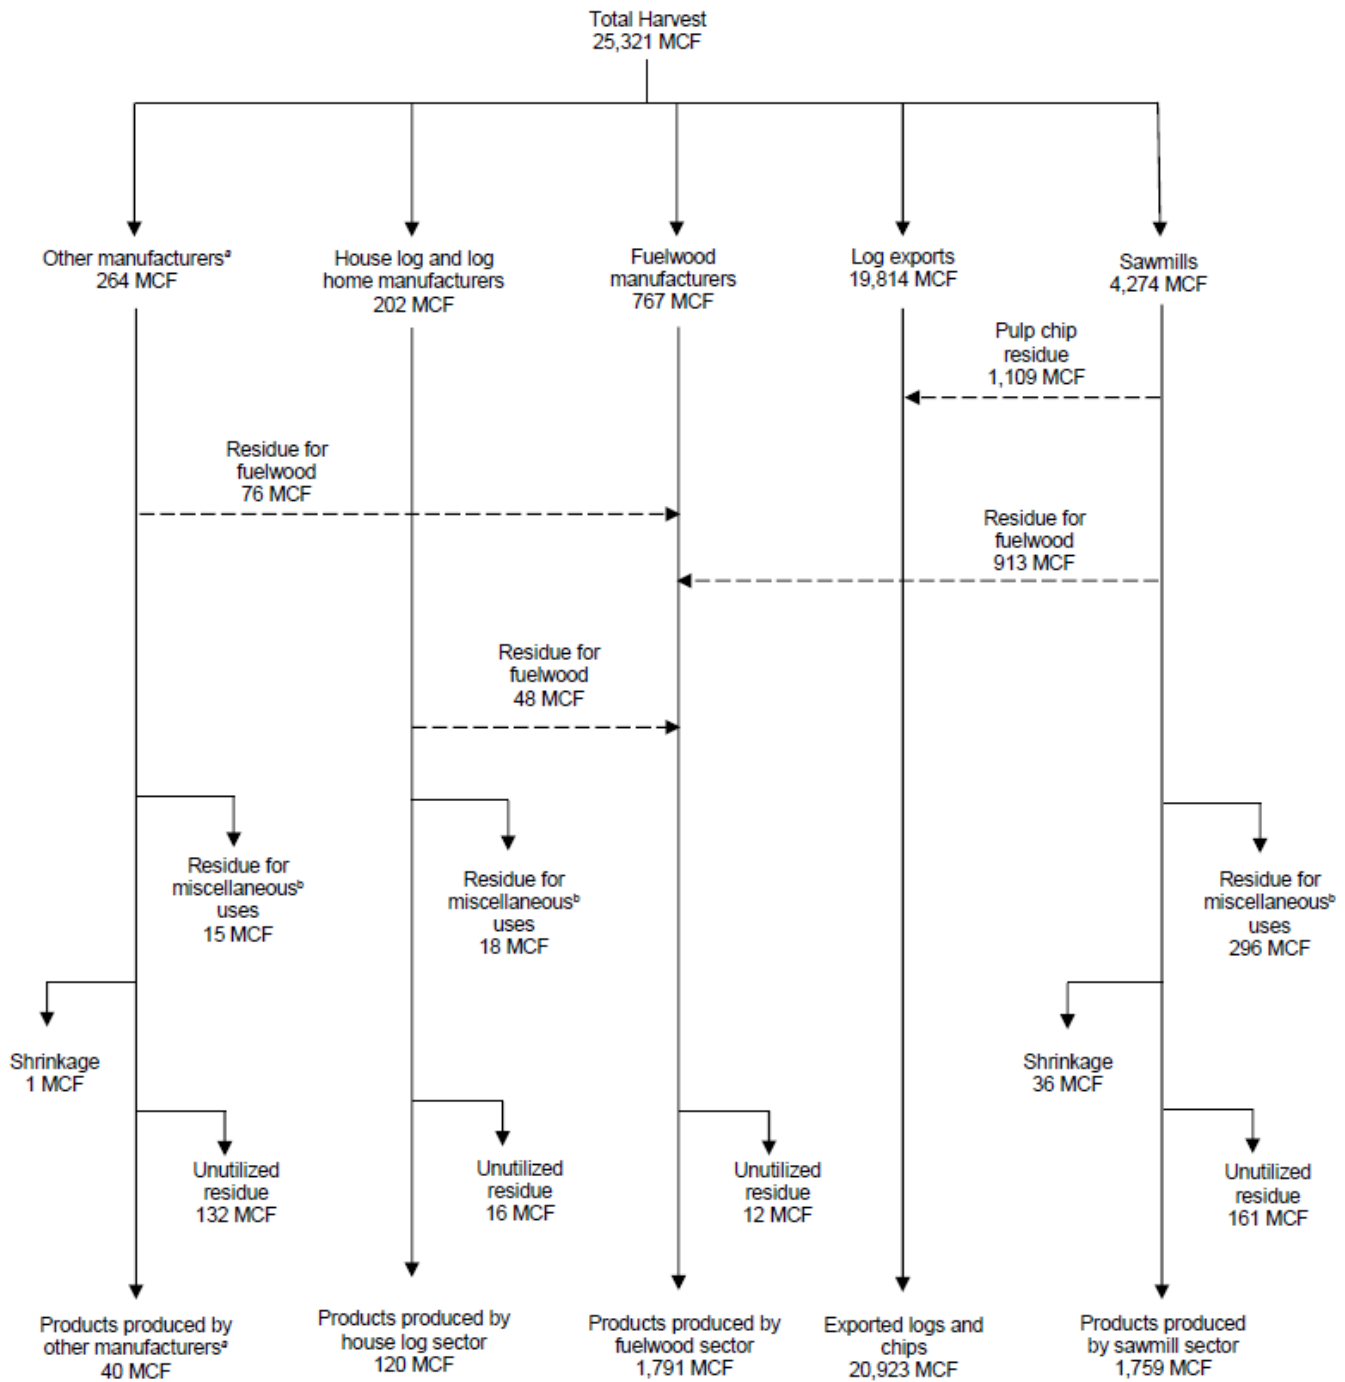 Total Harvest
25,321 MCF
Other manufacturersª
264 MCF
House log and log
home manufacturers
202 MCF
Fuelwood
manufacturers
767 MCF
Log exports
19,814 MCF
Sawmills
4,274 MCF
Pulp chip
residue
1,109 MCF
Residue for
fuelwood
76 MCF
Residue for
fuelwood
913 MCF
Residue for
fuelwood
48 MCF
Residue for
miscellaneousᵇ
uses
15 MCF
Residue for
miscellaneousᵇ
uses
18 MCF
Residue for
miscellaneousᵇ
uses
296 MCF
Shrinkage
1 MCF
Shrinkage
36 MCF
Unutilized
residue
132 MCF
Unutilized
residue
16 MCF
Unutilized
residue
12 MCF
Unutilized
residue
161 MCF
Products produced by
other manufacturersª
40 MCF
Products produced by
house log sector
120 MCF
Products produced by
fuelwood sector
1,791 MCF
Exported logs and
chips
20,923 MCF
Products produced
by sawmill sector
1,759 MCF